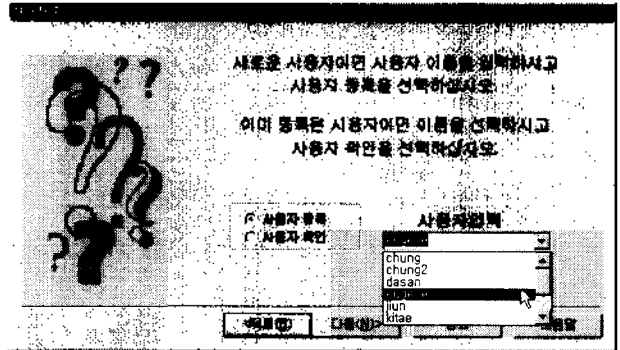 새로운 사용자이면 사용자 이름을 입력하시고
사용자 등록을 선택하십시오.
이미 등록된 사용자이면 이름을 선택하시고
사용자 확인을 선택하십시오.
사용자 등록
사용자 확인
사용자선택
chung
chung2
dasan
jiun
kitae
다음(N)>